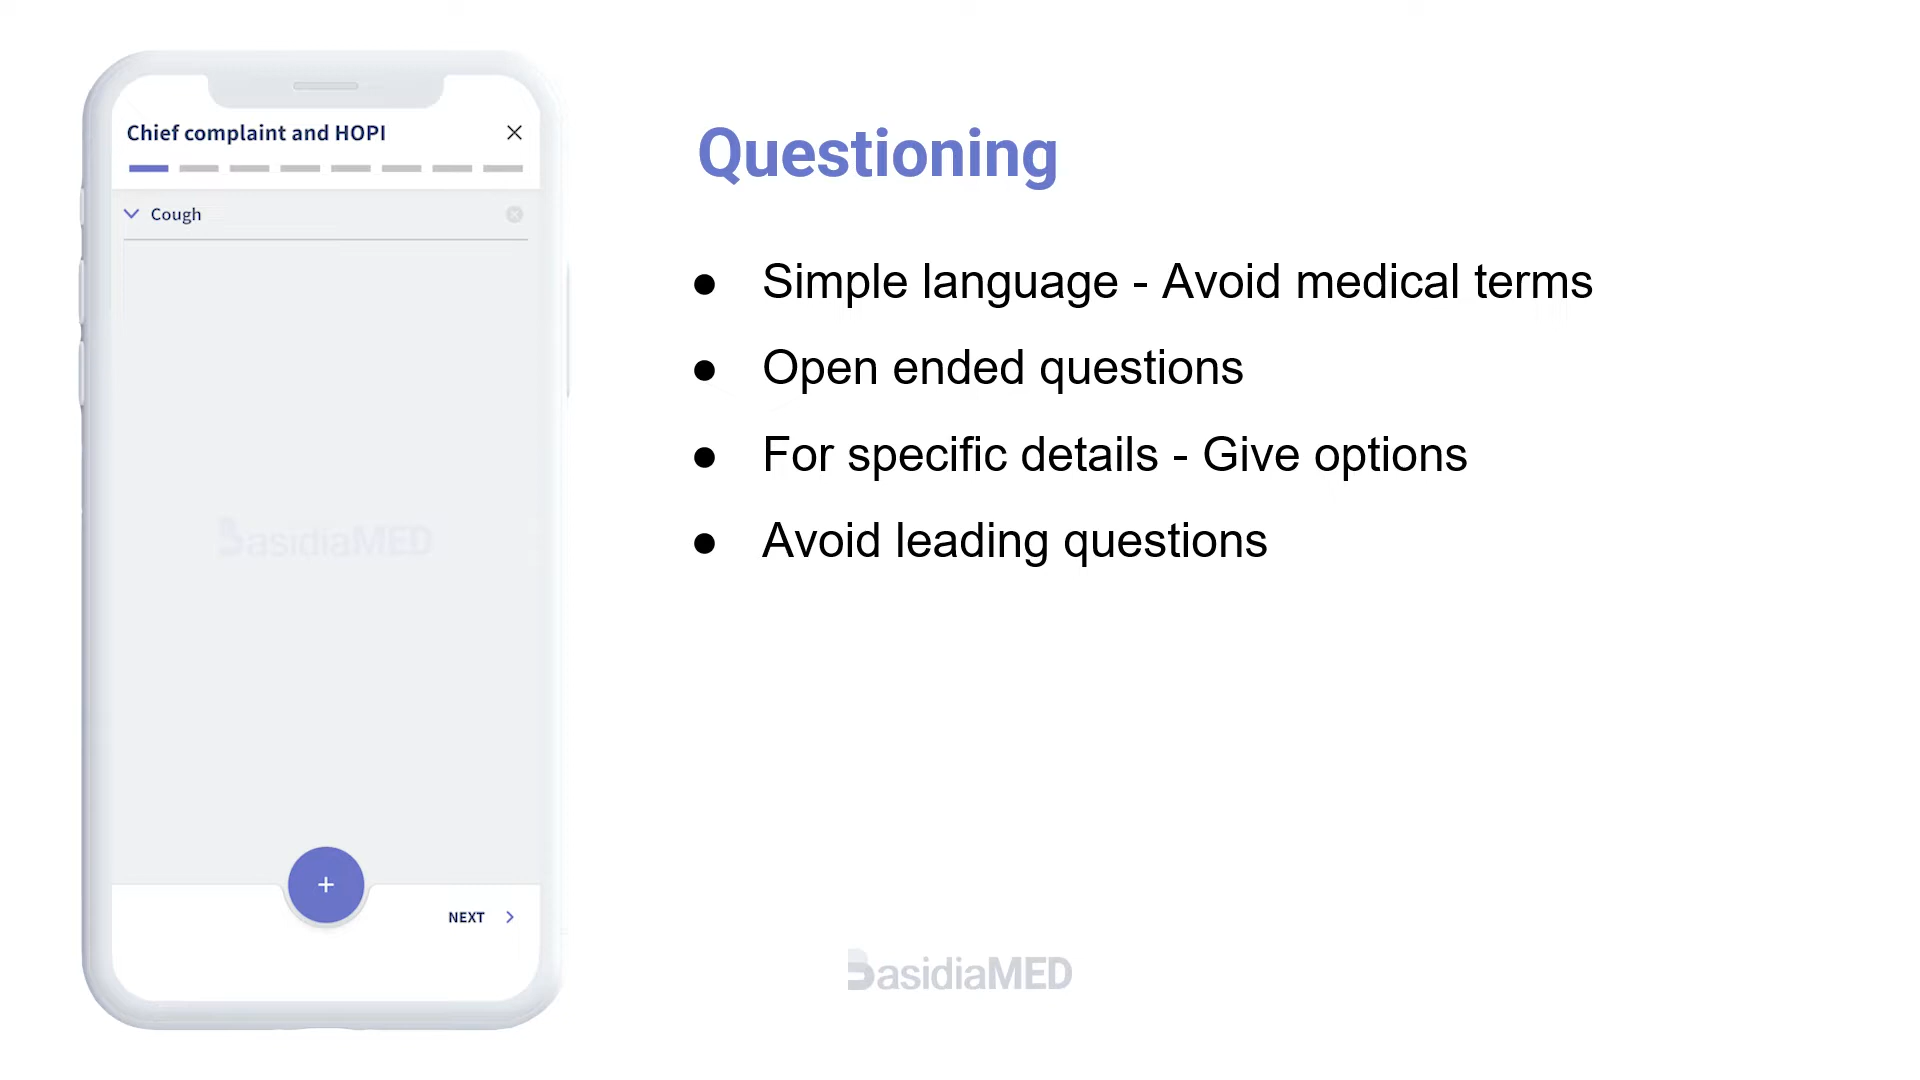 Chief complaint and HOPI
Cough
BasidiaMED
+
NEXT
Questioning
● Simple language - Avoid medical terms
● Open ended questions
● For specific details - Give options
● Avoid leading questions
BasidiaMED